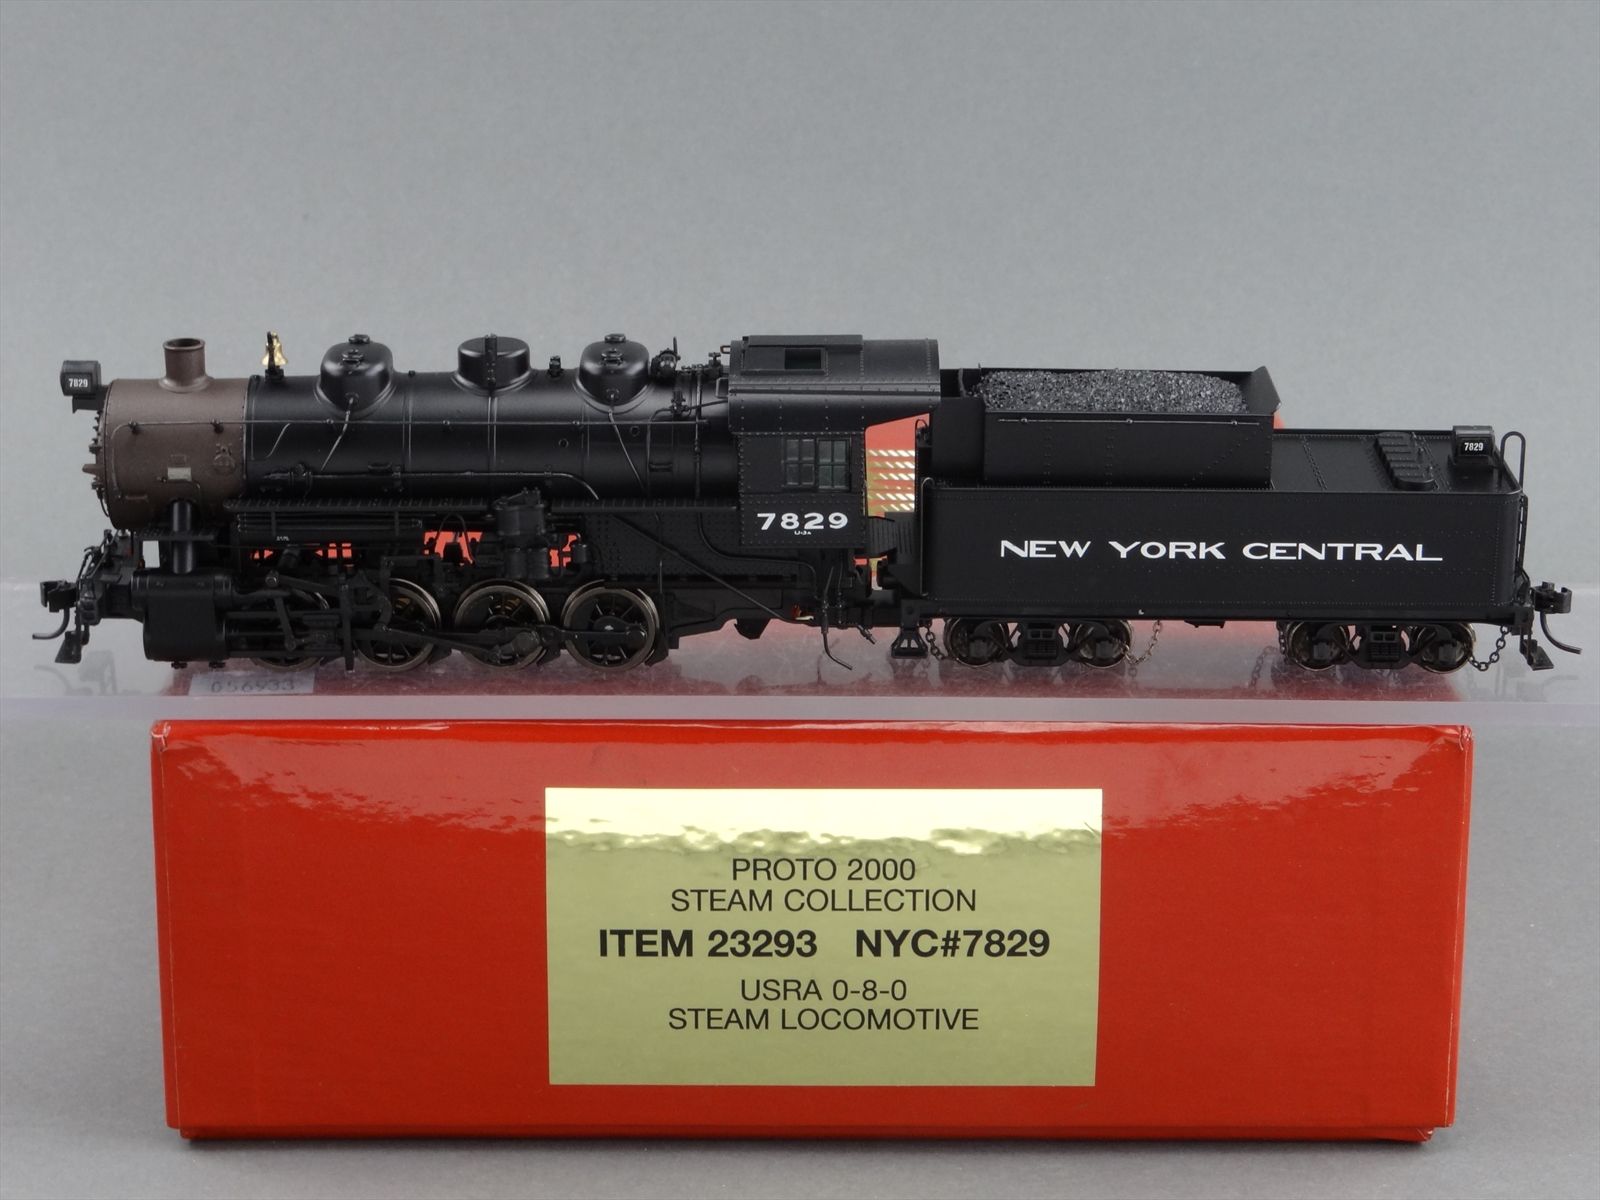 7829
7829
7829
NEW YORK CENTRAL
056933
PROTO 2000
STEAM COLLECTION
ITEM 23293 NYC#7829
USRA 0-8-0
STEAM LOCOMOTIVE